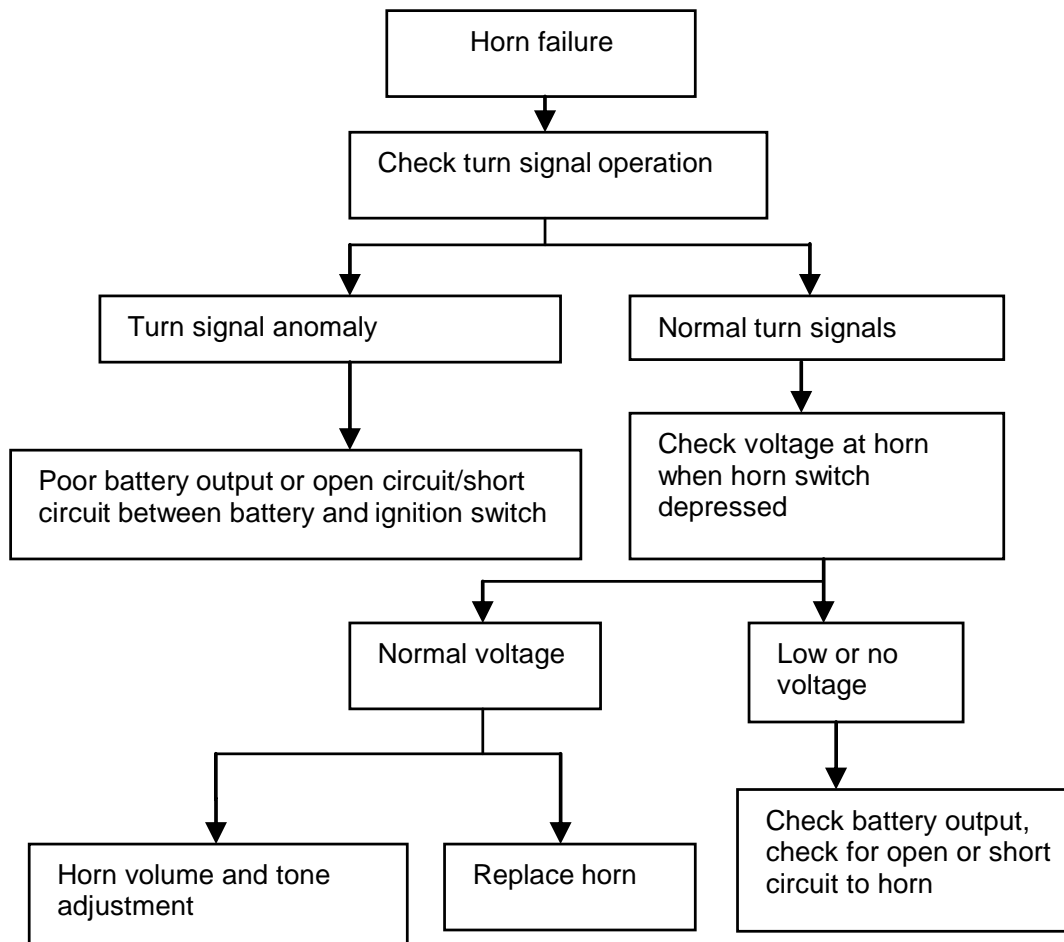 Horn failure
Check turn signal operation
Turn signal anomaly
Normal turn signals
Poor battery output or open circuit/short
circuit between battery and ignition switch
Check voltage at horn
when horn switch
depressed
Normal voltage
Low or no
voltage
Horn volume and tone
adjustment
Replace horn
Check battery output,
check for open or short
circuit to horn